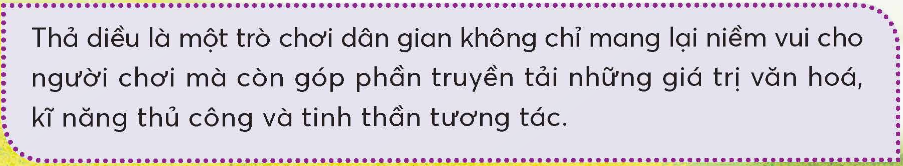 Thả diều là một trò chơi dân gian không chỉ mang lại niềm vui cho
người chơi mà còn góp phần truyền tải những giá trị văn hoá,
kĩ năng thủ công và tinh thần tương tác.